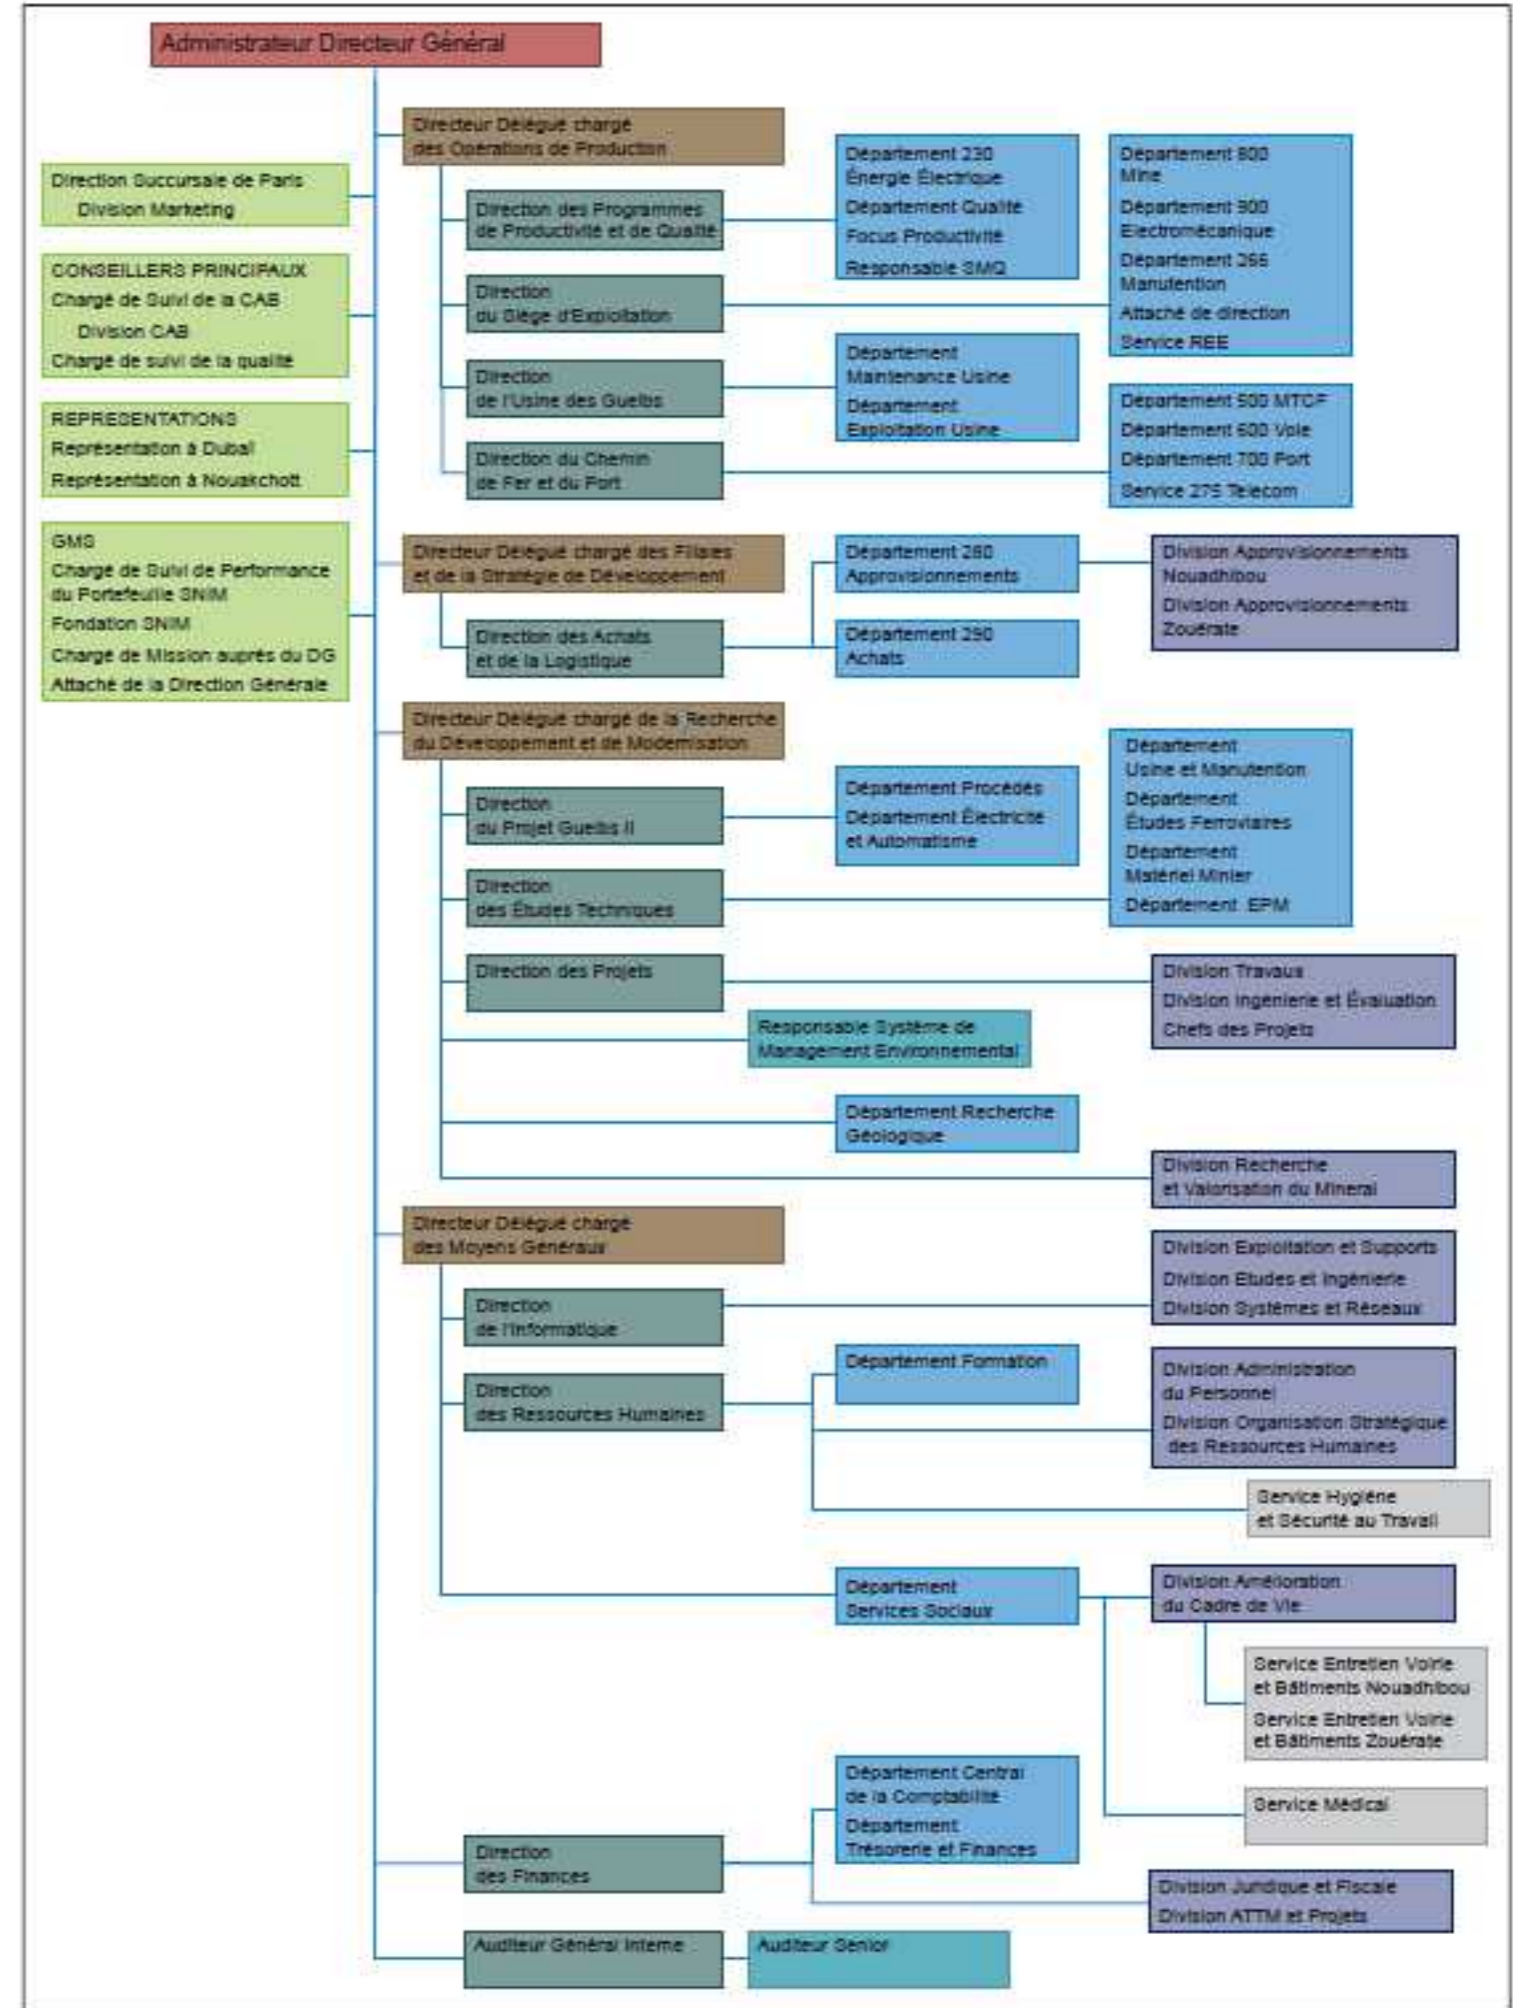 Administrateur Directeur Général
Direction Succursale de Paris
Division Marketing
CONSEILLERS PRINCIPAUX
Chargé de Suivi de la CAB
Division CAB
Chargé de suivi de la qualité
REPRESENTATIONS
Représentation à Dubaï
Représentation à Nouakchott
GMS
Chargé de Suivi de Performance
du Portefeuille SNIM
Fondation SNIM
Chargé de Mission auprès du DG
Attaché de la Direction Générale
Directeur Délégué chargé
des Opérations de Production
Direction des Programmes
de Productivité et de Qualité
Département 230
Énergie Électrique
Département Qualité
Focus Productivité
Responsable SMQ
Direction
du Siège d'Exploitation
Département 800
Mine
Département 900
Electromécanique
Département 266
Manutention
Attaché de direction
Service REE
Direction
de l'Usine des Guelbs
Département
Maintenance Usine
Département
Exploitation Usine
Direction du Chemin
de Fer et du Port
Département 500 MTCF
Département 600 Voie
Département 700 Port
Service 275 Telecom
Directeur Délégué chargé des Filiales
et de la Stratégie de Développement
Direction des Achats
et de la Logistique
Département 280
Approvisionnements
Département 290
Achats
Division Approvisionnements
Nouadhibou
Division Approvisionnements
Zouérate
Directeur Délégué chargé de la Recherche
du Développement et de Modernisation
Direction
du Projet Guelbs II
Département Procédés
Département Électricité
et Automatisme
Direction
des Études Techniques
Département
Usine et Manutention
Département
Études Ferroviaires
Département
Matériel Minier
Département EPM
Direction des Projets
Division Travaux
Division Ingénierie et Évaluation
Chefs des Projets
Responsable Système de
Management Environnemental
Département Recherche
Géologique
Division Recherche
et Valorisation du Mineral
Directeur Délégué chargé
des Moyens Généraux
Direction
de l'Informatique
Division Exploitation et Supports
Division Etudes et Ingénierie
Division Systèmes et Réseaux
Direction
des Ressources Humaines
Département Formation
Division Administration
du Personnel
Division Organisation Stratégique
des Ressources Humaines
Service Hygiène
et Sécurité au Travail
Département
Services Sociaux
Division Amélioration
du Cadre de Vie
Service Entretien Voirie
et Bâtiments Nouadhibou
Service Entretien Voirie
et Bâtiments Zouérate
Service Médical
Direction
des Finances
Département Central
de la Comptabilité
Département
Trésorerie et Finances
Division Juridique et Fiscale
Division ATTM et Projets
Auditeur Général Interne
Auditeur Senior